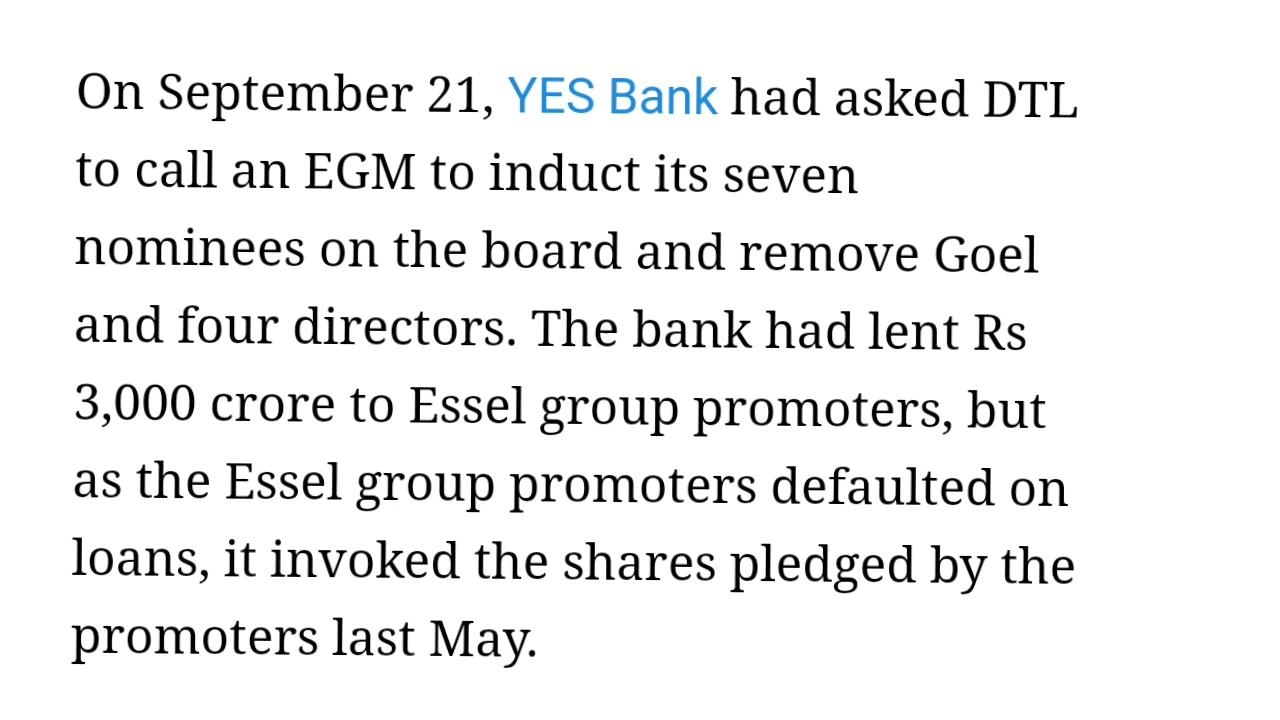 On September 21, YES Bank had asked DTL
to call an EGM to induct its seven
nominees on the board and remove Goel
and four directors. The bank had lent Rs
3,000 crore to Essel group promoters, but
as the Essel group promoters defaulted on
loans, it invoked the shares pledged by the
promoters last May.